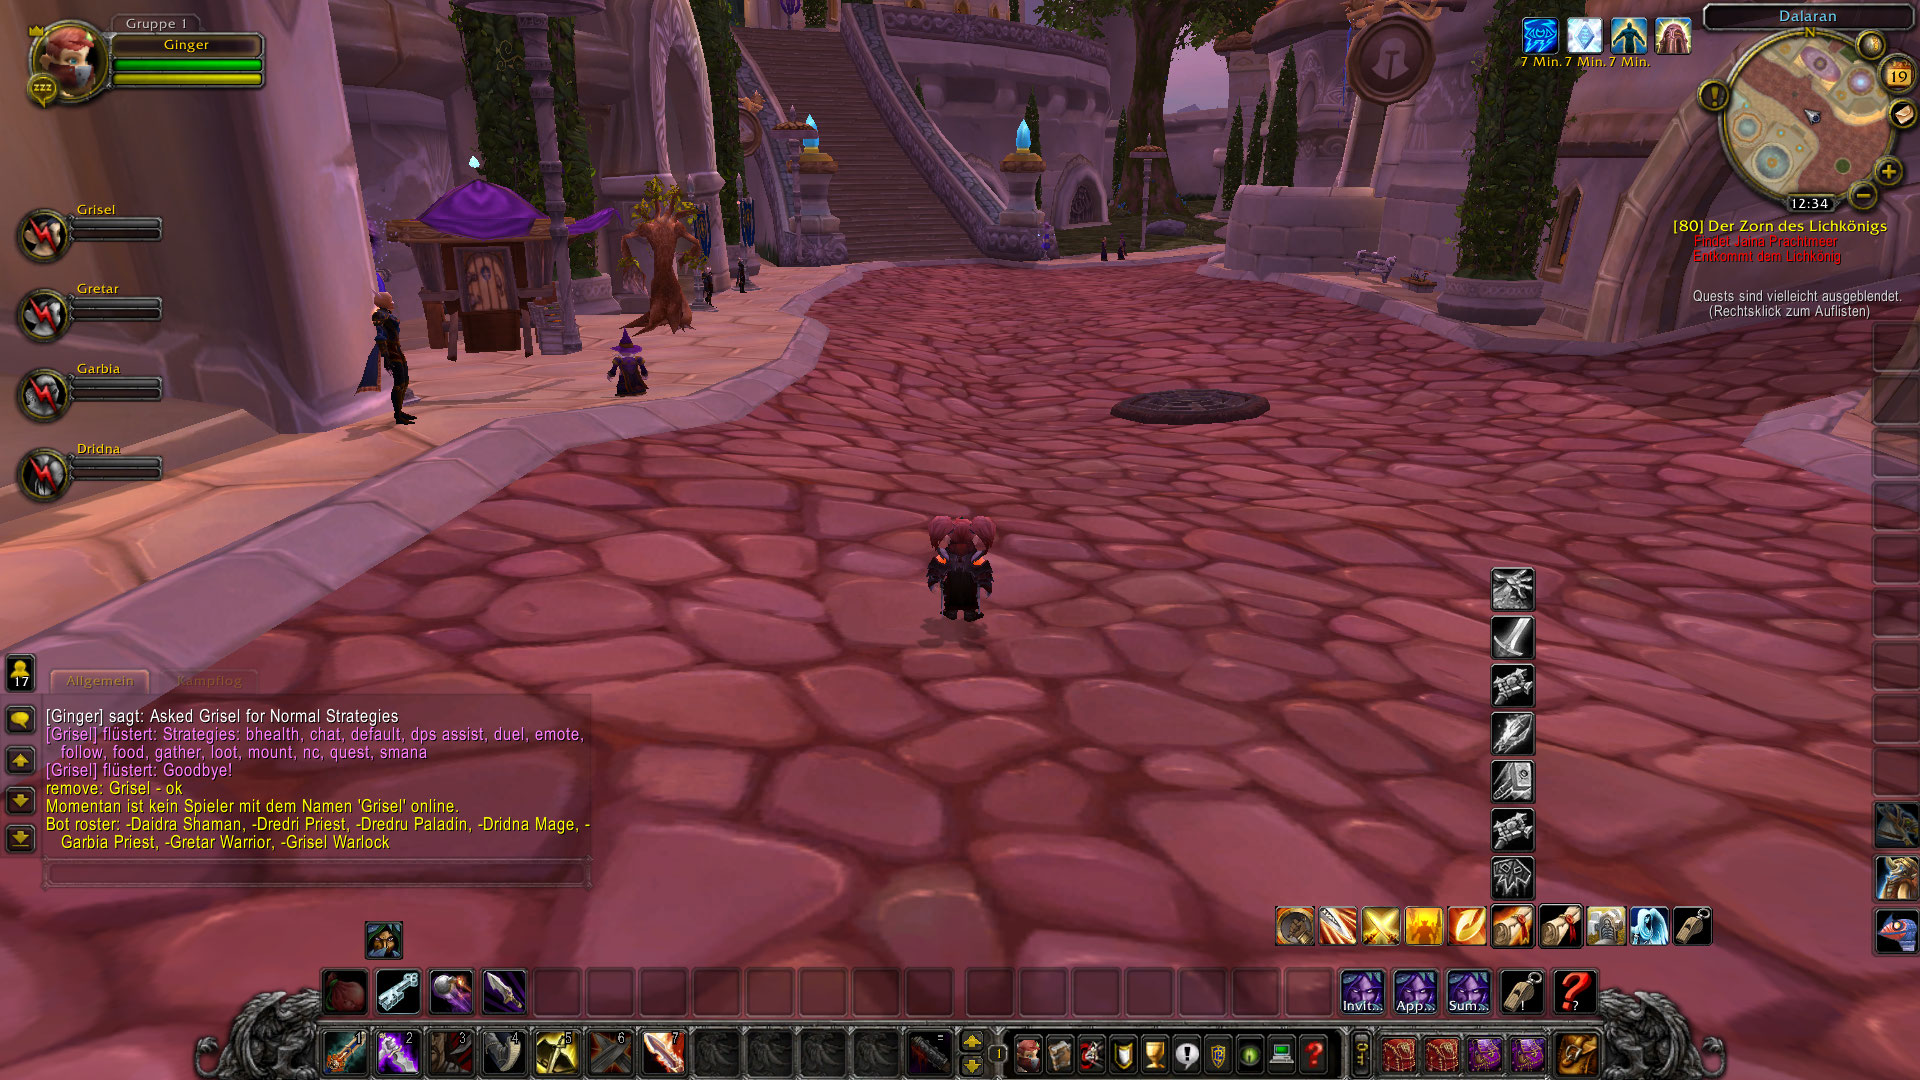 Gruppe 1
Ginger
zzz
Grisel
Gretar
Garbia
Dridna
7 Min. 7 Min. 7 Min.
Dalaran
N
19
12:34
[80] Der Zorn des Lichkönigs
Findet Jaina Prachtmeer
Entkommt dem Lichkönig
Quests sind vielleicht ausgeblendet.
(Rechtsklick zum Auflisten)
17
Allgemein
Kampflog
[Ginger] sagt: Asked Grisel for Normal Strategies
[Grisel] flüstert: Strategies: bhealth, chat, default, dps assist, duel, emote,
follow, food, gather, loot, mount, nc, quest, smana
[Grisel] flüstert: Goodbye!
remove: Grisel - ok
Momentan ist kein Spieler mit dem Namen 'Grisel' online.
Bot roster: -Daidra Shaman, -Dredri Priest, -Dredru Paladin, -Dridna Mage, -
Garbia Priest, -Gretar Warrior, -Grisel Warlock
Invit... App... Sum... ! ?
1 2 3 4 5 6 7 =
1